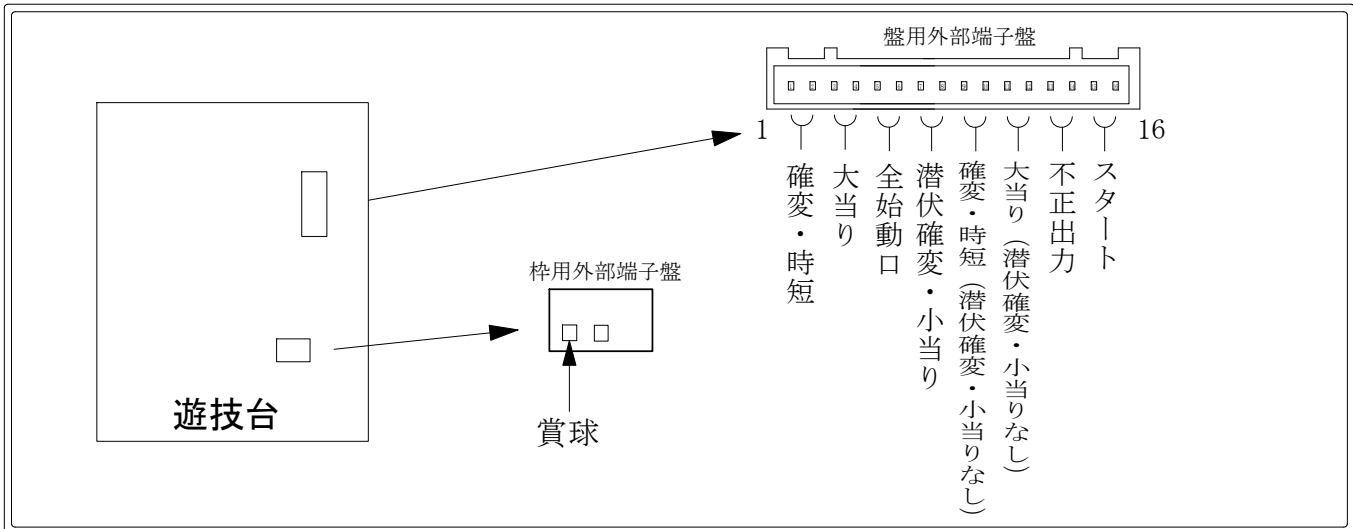 盤用外部端子盤
1
16
確変・時短
大当り
全始動口
潜伏確変・小当り
確変・時短（潜伏確変・小当りなし）
大当り（潜伏確変・小当りなし）
不正出力
スタート
枠用外部端子盤
賞球
遊技台